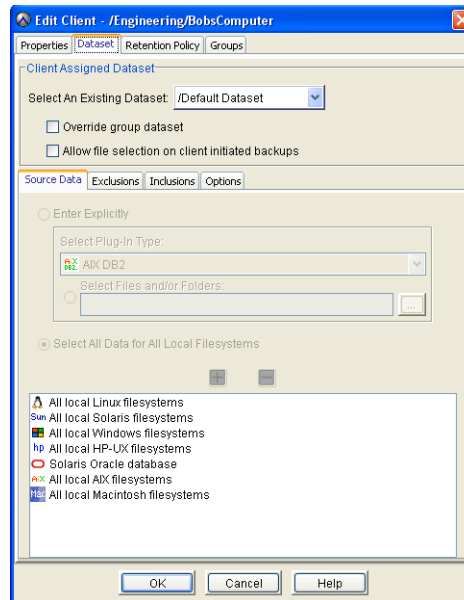 Edit Client - /Engineering/BobsComputer
Properties Dataset Retention Policy Groups
Client Assigned Dataset
Select An Existing Dataset: /Default Dataset
Override group dataset
Allow file selection on client initiated backups
Source Data Exclusions Inclusions Options
Enter Explicitly
Select Plug-In Type:
AIX DB2 AIX DB2
Select Files and/or Folders:
...
Select All Data for All Local Filesystems
All local Linux filesystems
Sun All local Solaris filesystems
All local Windows filesystems
hp All local HP-UX filesystems
Solaris Oracle database
AIX All local AIX filesystems
Mac All local Macintosh filesystems
OK Cancel Help